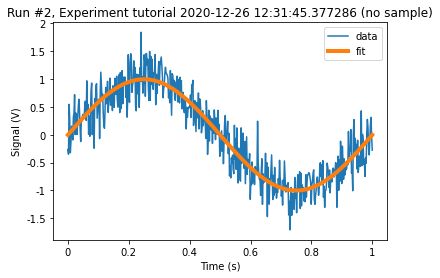 Run #2, Experiment tutorial 2020-12-26 12:31:45.377286 (no sample)
data
fit
2
1.5
1
0.5
0
-0.5
-1
-1.5
Signal (V)
0
0.2
0.4
0.6
0.8
1
Time (s)